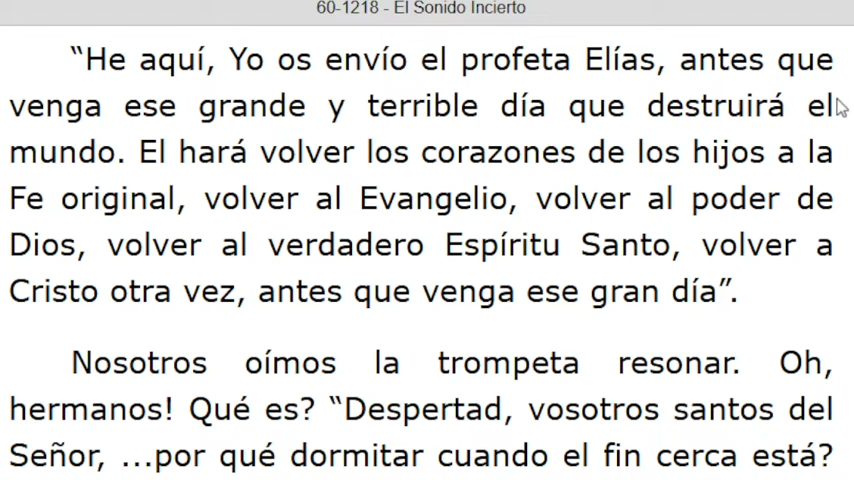 60-1218 - El Sonido Incierto
“He aquí, Yo os envío el profeta Elías, antes que
venga ese grande y terrible día que destruirá el
mundo. El hará volver los corazones de los hijos a la
Fe original, volver al Evangelio, volver al poder de
Dios, volver al verdadero Espíritu Santo, volver a
Cristo otra vez, antes que venga ese gran día”.
Nosotros oímos la trompeta resonar. Oh,
hermanos! Qué es? “Despertad, vosotros santos del
Señor, ...por qué dormitar cuando el fin cerca está?